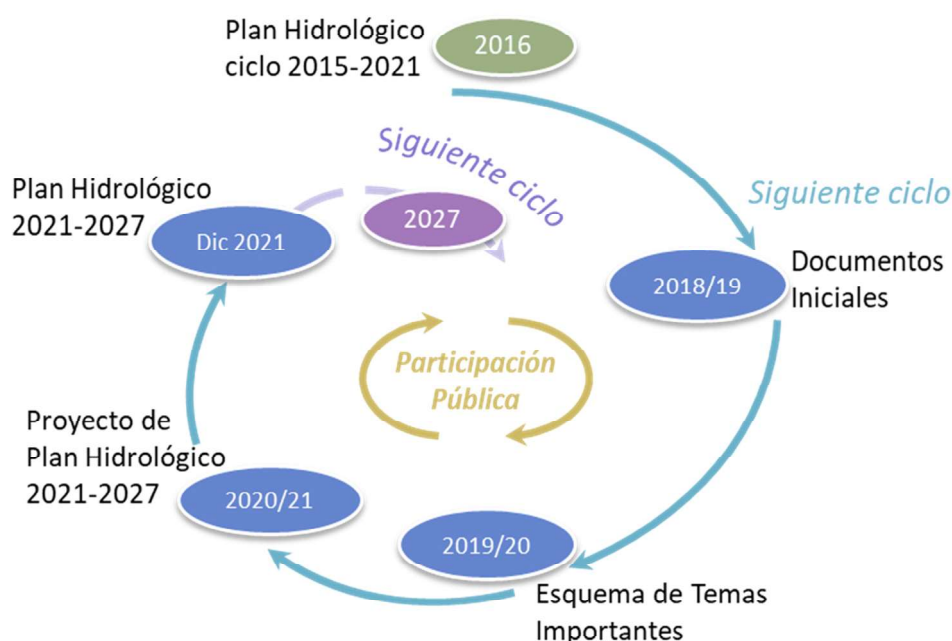 Plan Hidrológico
ciclo 2015-2021
2016
Siguiente ciclo
Documentos
Iniciales
2018/19
Esquema de Temas
Importantes
2019/20
Proyecto de
Plan Hidrológico
2021-2027
2020/21
Plan Hidrológico
2021-2027
Dic 2021
Siguiente ciclo
2027
Participación
Pública